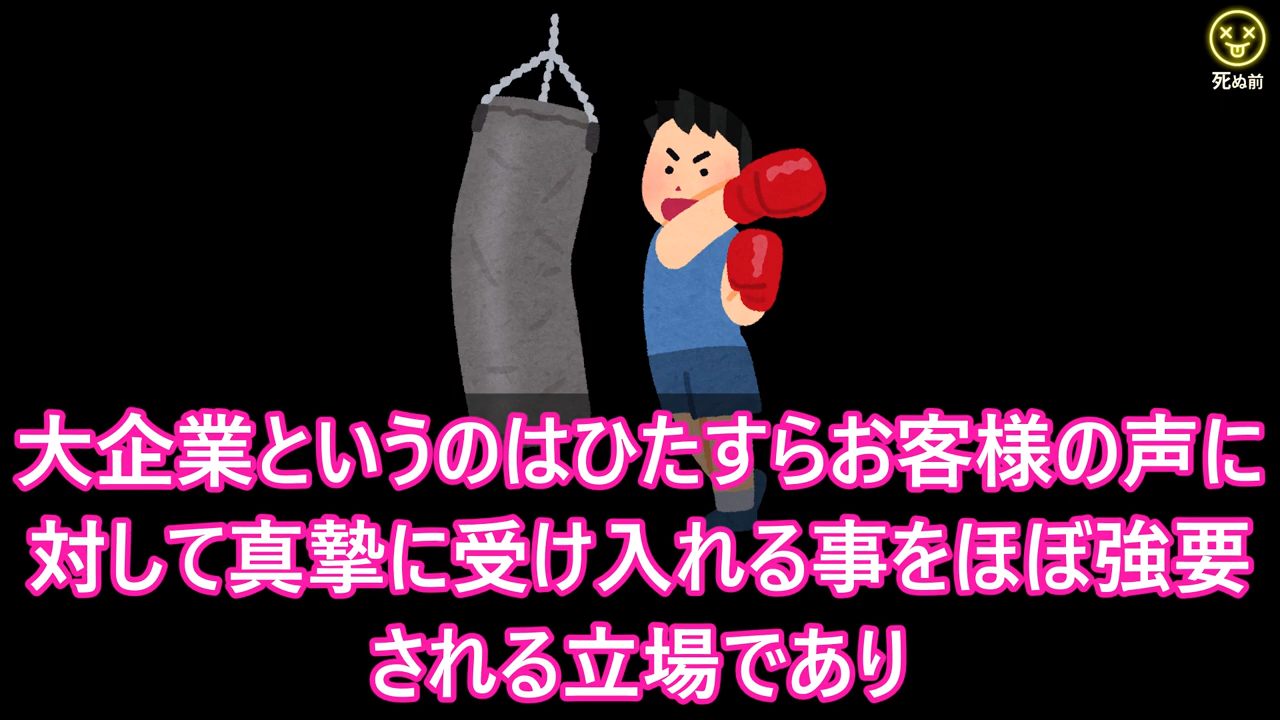 死ぬ前
大企業というのはひたすらお客様の声に
対して真摯に受け入れる事をほぼ強要
される立場であり